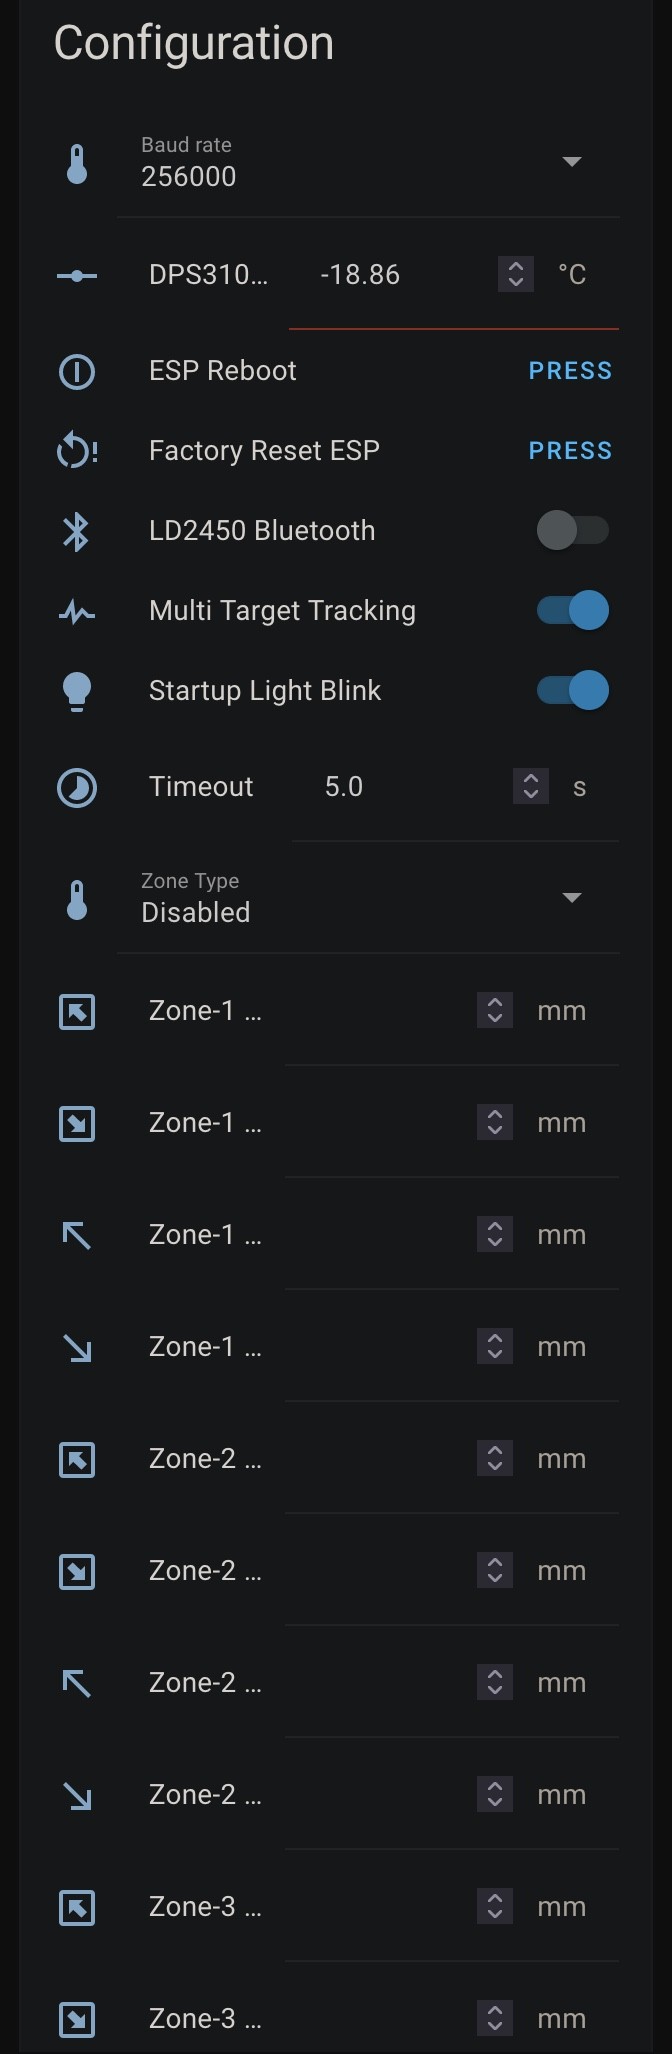 Configuration
Baud rate
256000
DPS310... -18.86 °C
ESP Reboot PRESS
Factory Reset ESP PRESS
LD2450 Bluetooth
Multi Target Tracking
Startup Light Blink
Timeout 5.0 s
Zone Type
Disabled
Zone-1 ... mm
Zone-1 ... mm
Zone-1 ... mm
Zone-1 ... mm
Zone-2 ... mm
Zone-2 ... mm
Zone-2 ... mm
Zone-2 ... mm
Zone-3 ... mm
Zone-3 ... mm